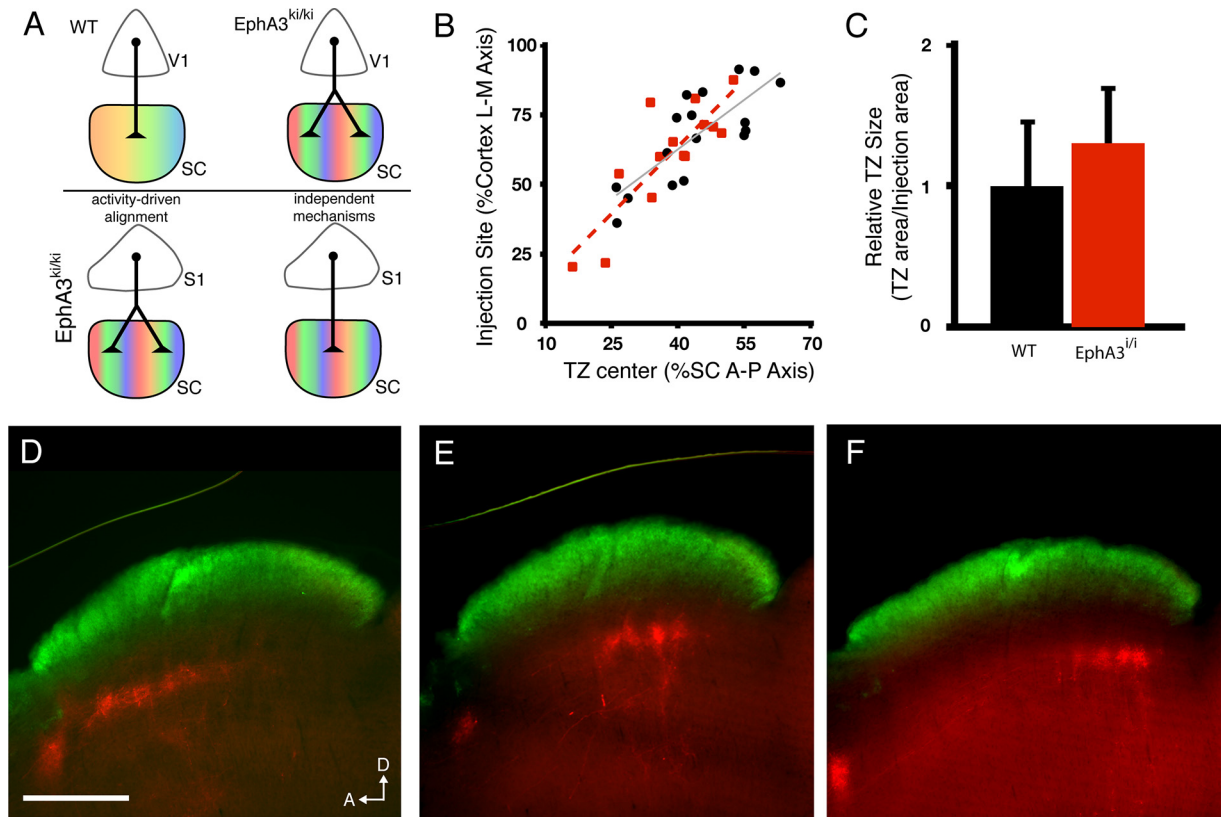 A
WT
V1
SC
EphA3ki/ki
V1
SC
activity-driven
alignment
independent
mechanisms
EphA3ki/ki
S1
SC
S1
SC
B
Injection Site (%Cortex L-M Axis)
100
75
50
25
0
10
25
40
55
70
TZ center (%SC A-P Axis)
C
Relative TZ Size
(TZ area/Injection area)
2
1
0
WT
EphA3i/i
D
D
A
E
F